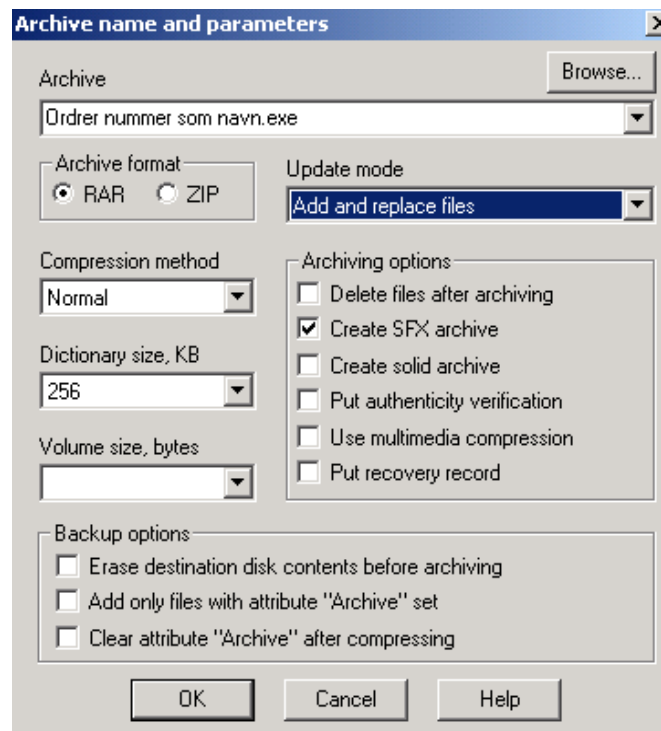 Archive name and parameters
Archive
Browse...
Ordrer nummer som navn.exe
Archive format
RAR ZIP
Update mode
Add and replace files
Compression method
Normal
Dictionary size, KB
256
Volume size, bytes
Archiving options
Delete files after archiving
Create SFX archive
Create solid archive
Put authenticity verification
Use multimedia compression
Put recovery record
Backup options
Erase destination disk contents before archiving
Add only files with attribute "Archive" set
Clear attribute "Archive" after compressing
OK Cancel Help